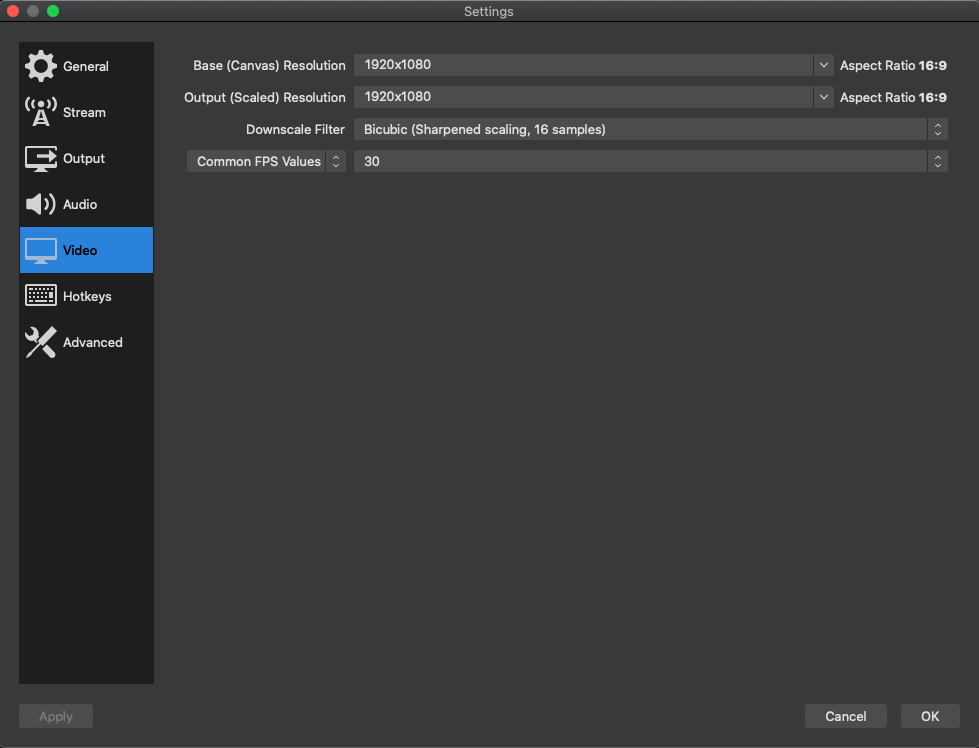 Settings
General
Stream
Output
Audio
Video
Hotkeys
Advanced
Base (Canvas) Resolution 1920x1080 Aspect Ratio 16:9
Output (Scaled) Resolution 1920x1080 Aspect Ratio 16:9
Downscale Filter Bicubic (Sharpened scaling, 16 samples)
Common FPS Values 30
Apply Cancel OK